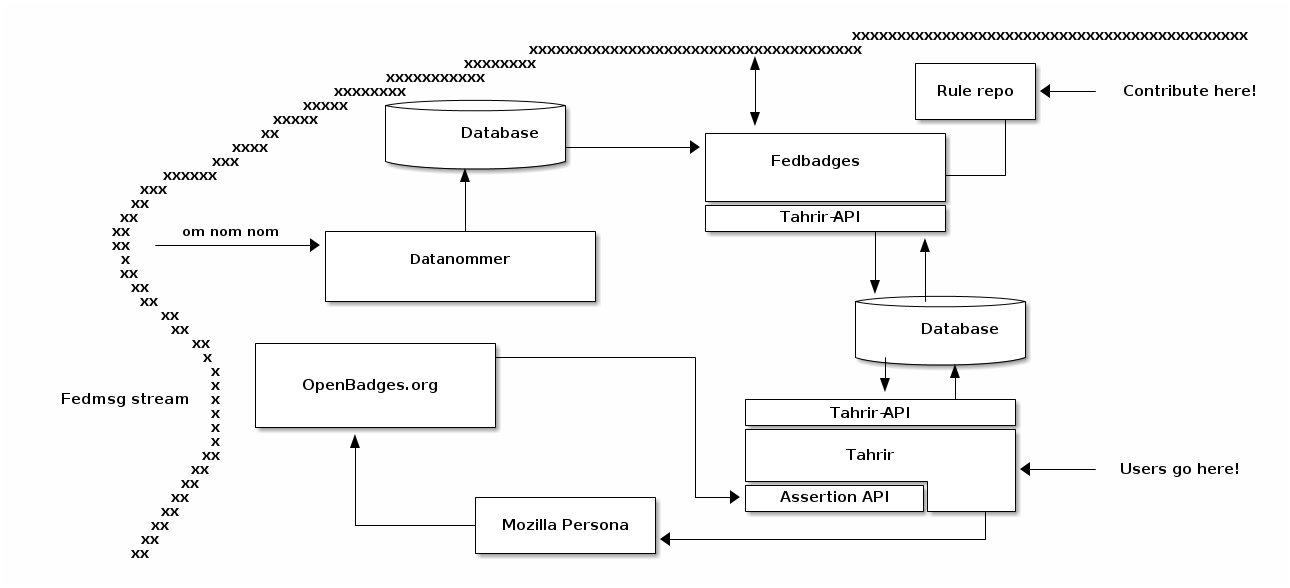 xxxxxxxxxxxxxxxxxxxxxxxxxxxxxxxxxxxxxxxxxxxx
xxxxxxxxxxxxxxxxxxxxxxxxxxxxxxxxxxxxx
xxxxxxxx
xxxxxxxxxxx
xxxxxxxx
xxxxx
xxxxx
xx
xxxx
xxx
xxxxxx
xxx
xx
xx
xx
xx
x
xx
xx
xx
xx
xx
xx
x
x
x
x
x
x
x
xx
xx
xx
xx
xx
xx
xx
xx
Rule repo
Contribute here!
Database
Fedbadges
Tahrir-API
om nom nom
Datanommer
Database
OpenBadges.org
Fedmsg stream
Tahrir-API
Tahrir
Users go here!
Assertion API
Mozilla Persona